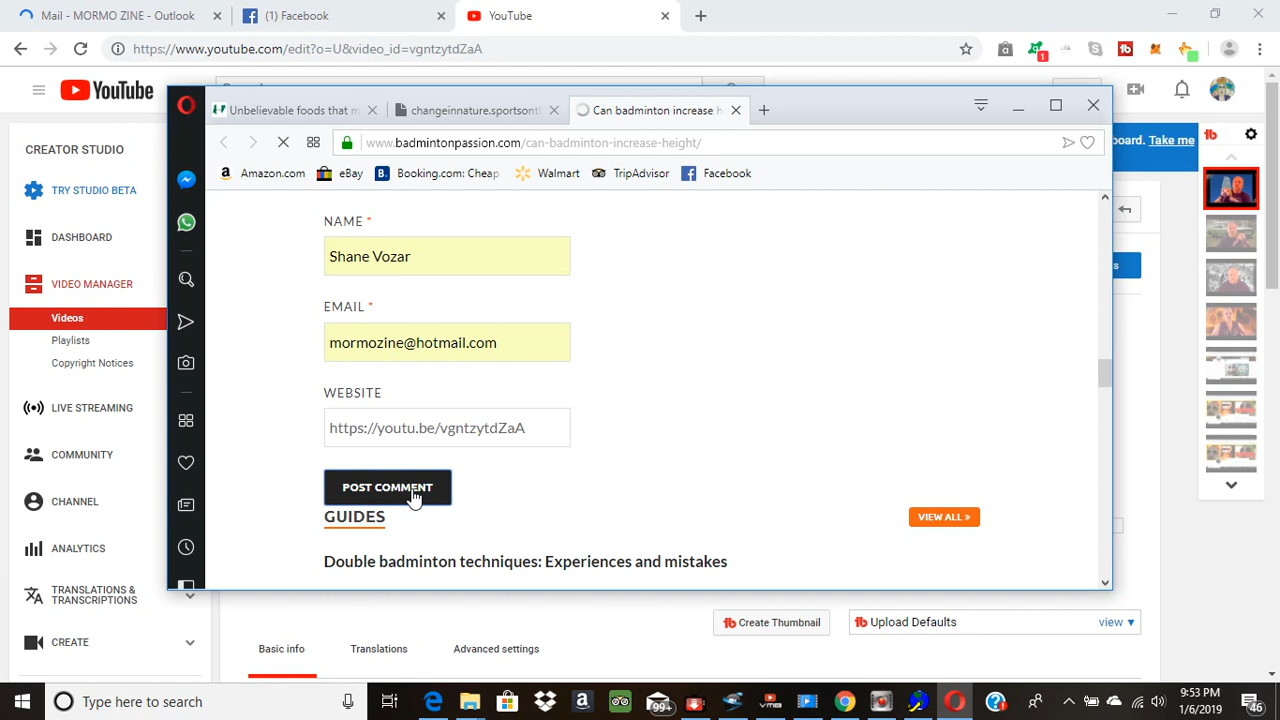 Mail - MORMO ZINE - Outlook
(1) Facebook
YouTube
https://www.youtube.com/edit?o=U&video_id=vgntzytdZaA
1
YouTube
board. Take me
CREATOR STUDIO
TRY STUDIO BETA
DASHBOARD
VIDEO MANAGER
Videos
Playlists
Copyright Notices
LIVE STREAMING
COMMUNITY
CHANNEL
ANALYTICS
TRANSLATIONS &
TRANSCRIPTIONS
CREATE
Unbelievable foods that m
changeinnature.sportsont
Can badminton increase h
www.badmintonpassion.com/can-badminton-increase-height/
Amazon.com
eBay
Booking.com: Cheap
Walmart
TripAdvisor
Facebook
NAME *
Shane Vozar
EMAIL *
mormozine@hotmail.com
WEBSITE
https://youtu.be/vgntzytdZaA
POST COMMENT
GUIDES
VIEW ALL »
Double badminton techniques: Experiences and mistakes
s
Create Thumbnail
Upload Defaults
view ▼
Basic info
Translations
Advanced settings
Type here to search
99+
9:53 PM
1/6/2019
46